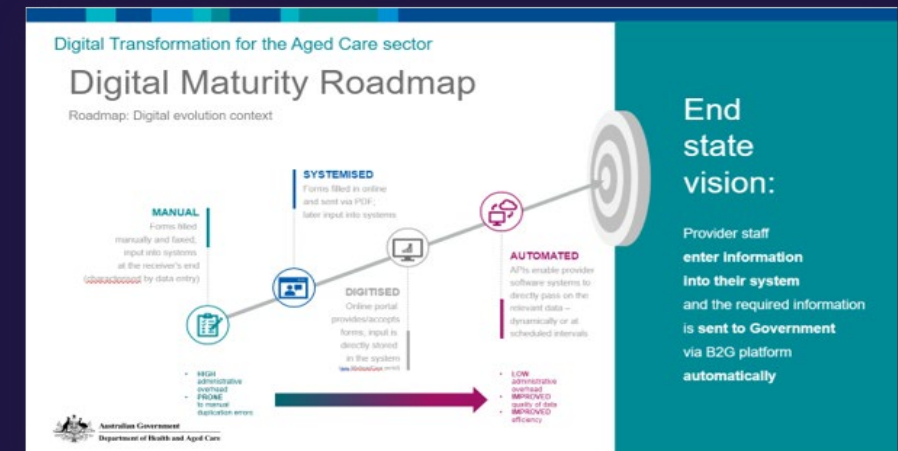 Digital Transformation for the Aged Care sector
Digital Maturity Roadmap
Roadmap: Digital evolution context
MANUAL
Forms filled
manually and faxed,
input into systems
at the receiver's end
(characterised by data entry)
SYSTEMISED
Forms filled in online
and sent via PDF;
later input into systems
DIGITISED
Online portal
provides/accepts
forms, input is
directly stored
in the system
AUTOMATED
APIs enable provider
software systems to
directly pass on the
relevant data –
dynamically or at
scheduled intervals
• HIGH
administrative
overhead
• PRONE
to manual
duplication errors
• LOW
administrative
overhead
• IMPROVED
quality of data
• IMPROVED
efficiency
Australian Government
Department of Health and Aged Care
End
state
vision:
Provider staff
enter information
into their system
and the required information
is sent to Government
via B2G platform
automatically